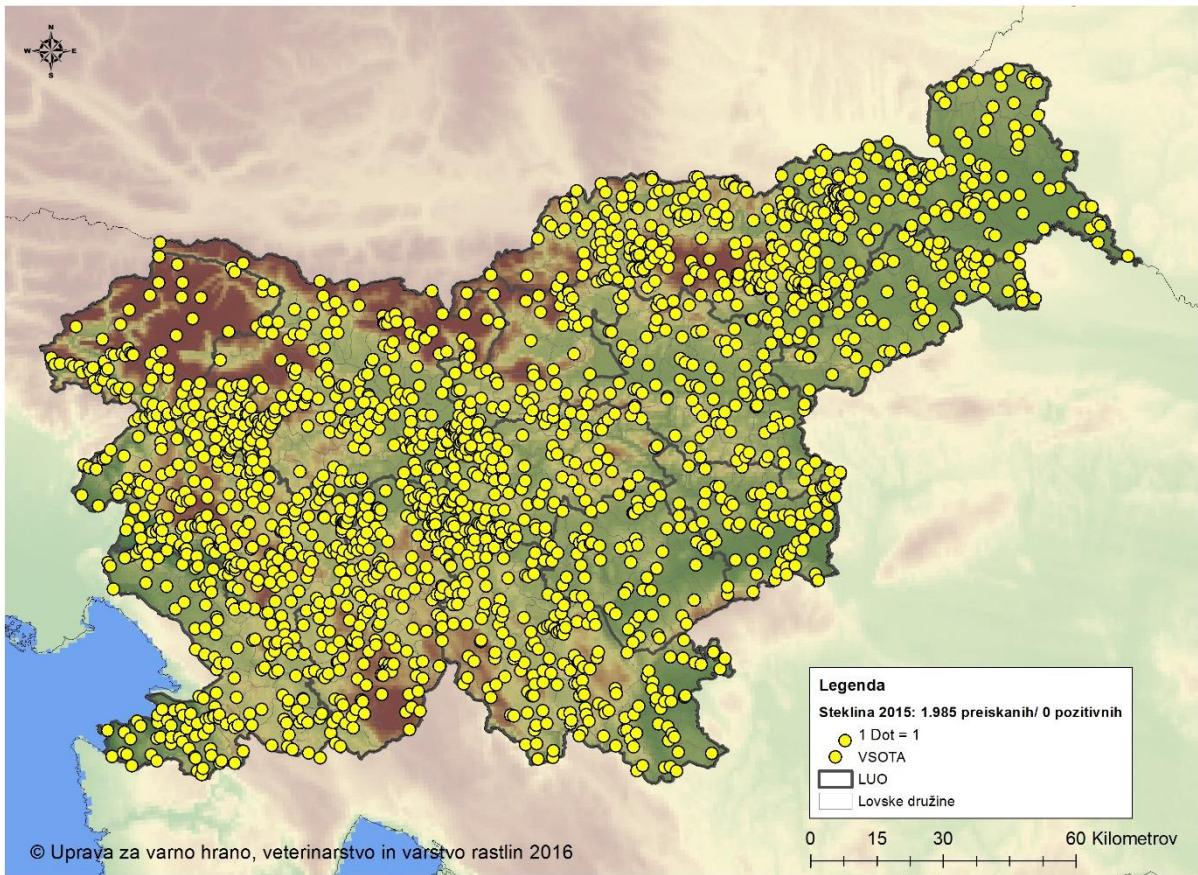 N
W E
S
Legenda
Steklina 2015: 1.985 preiskanih/ 0 pozitivnih
1 Dot = 1
VSOTA
LUO
Lovske družine
0 15 30 60 Kilometrov
© Uprava za varno hrano, veterinarstvo in varstvo rastlin 2016